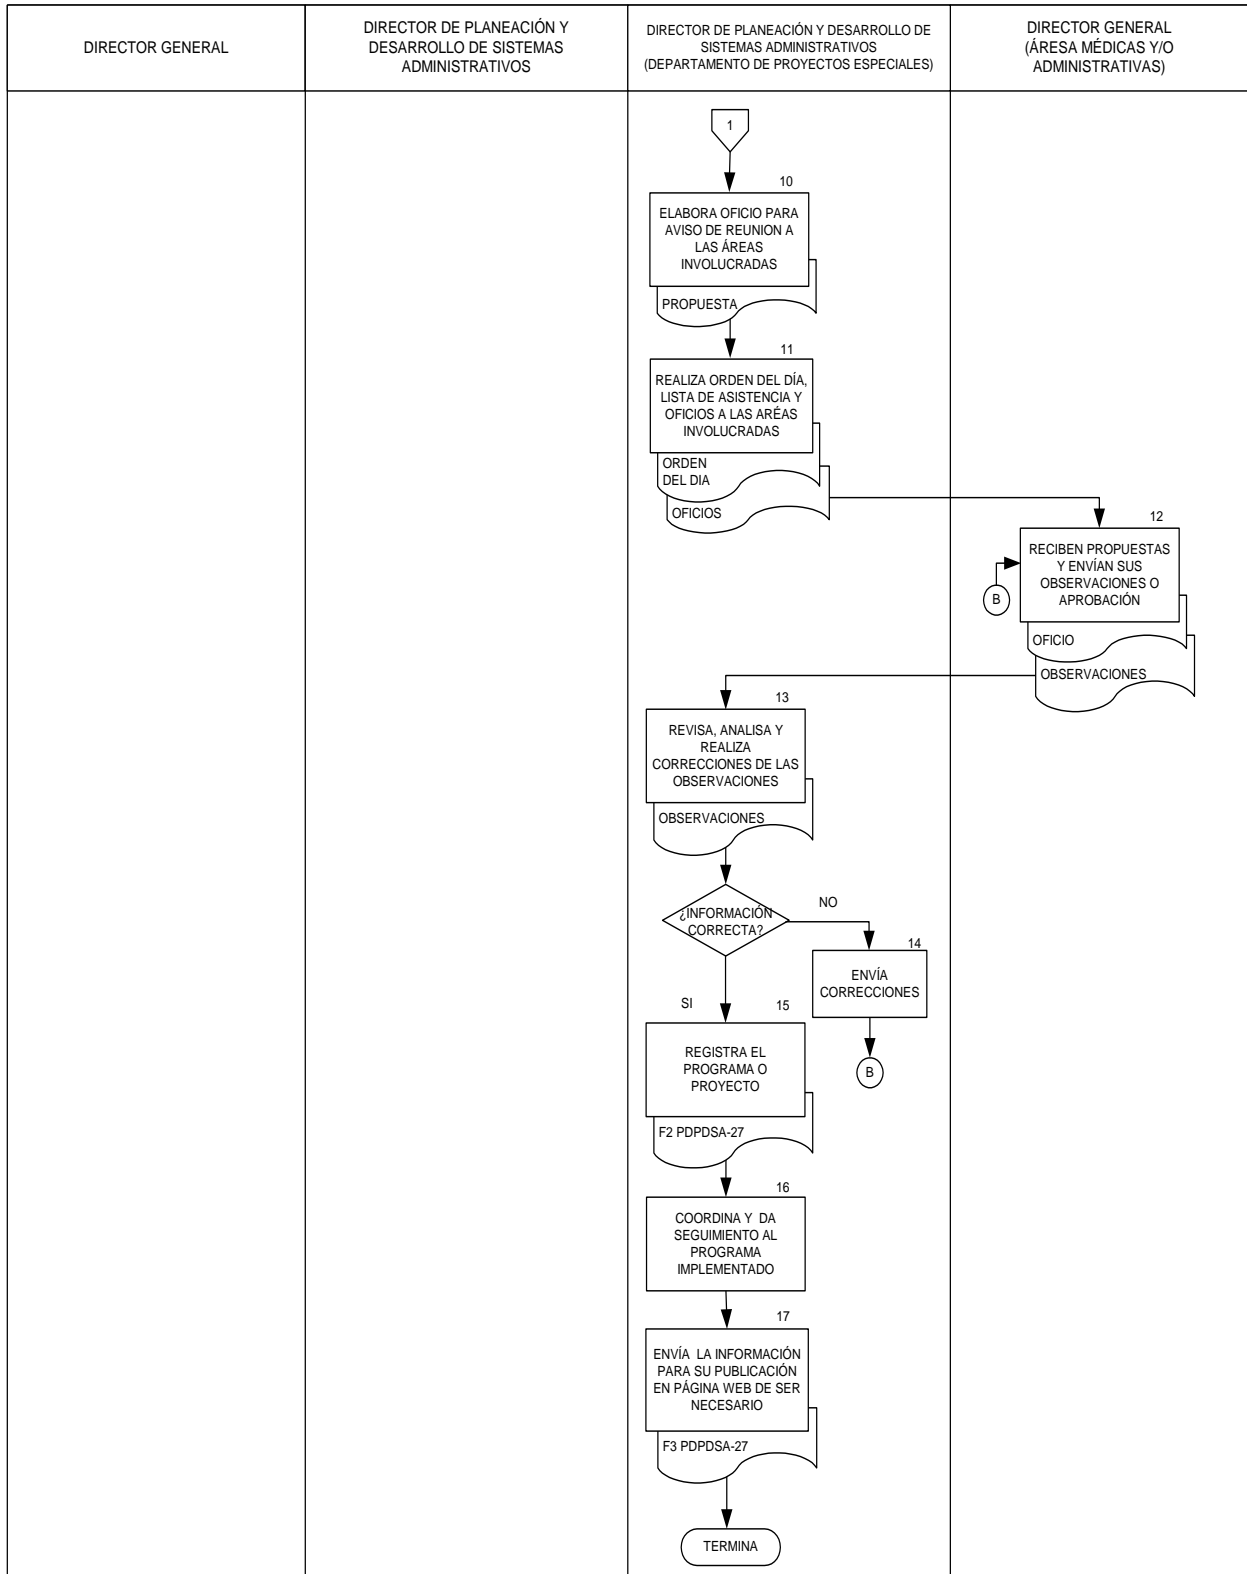 DIRECTOR GENERAL
DIRECTOR DE PLANEACIÓN Y
DESARROLLO DE SISTEMAS
ADMINISTRATIVOS
DIRECTOR DE PLANEACIÓN Y DESARROLLO DE
SISTEMAS ADMINISTRATIVOS
(DEPARTAMENTO DE PROYECTOS ESPECIALES)
DIRECTOR GENERAL
(ÁRESA MÉDICAS Y/O
ADMINISTRATIVAS)
1
10
ELABORA OFICIO PARA
AVISO DE REUNION A
LAS ÁREAS
INVOLUCRADAS
PROPUESTA
11
REALIZA ORDEN DEL DÍA,
LISTA DE ASISTENCIA Y
OFICIOS A LAS ARÉAS
INVOLUCRADAS
ORDEN
DEL DIA
OFICIOS
12
RECIBEN PROPUESTAS
Y ENVÍAN SUS
OBSERVACIONES O
APROBACIÓN
B
OFICIO
OBSERVACIONES
13
REVISA, ANALISA Y
REALIZA
CORRECCIONES DE LAS
OBSERVACIONES
OBSERVACIONES
¿INFORMACIÓN
CORRECTA?
NO
14
ENVÍA
CORRECCIONES
B
SI
15
REGISTRA EL
PROGRAMA O
PROYECTO
F2 PDPDSA-27
16
COORDINA Y DA
SEGUIMIENTO AL
PROGRAMA
IMPLEMENTADO
17
ENVÍA LA INFORMACIÓN
PARA SU PUBLICACIÓN
EN PÁGINA WEB DE SER
NECESARIO
F3 PDPDSA-27
TERMINA